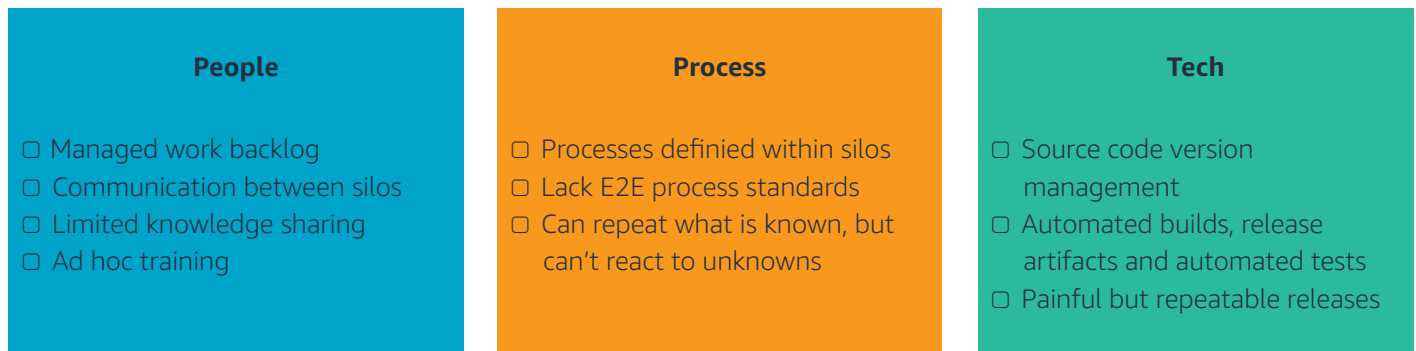 People
▢ Managed work backlog
▢ Communication between silos
▢ Limited knowledge sharing
▢ Ad hoc training
Process
▢ Processes definied within silos
▢ Lack E2E process standards
▢ Can repeat what is known, but
can’t react to unknowns
Tech
▢ Source code version
management
▢ Automated builds, release
artifacts and automated tests
▢ Painful but repeatable releases